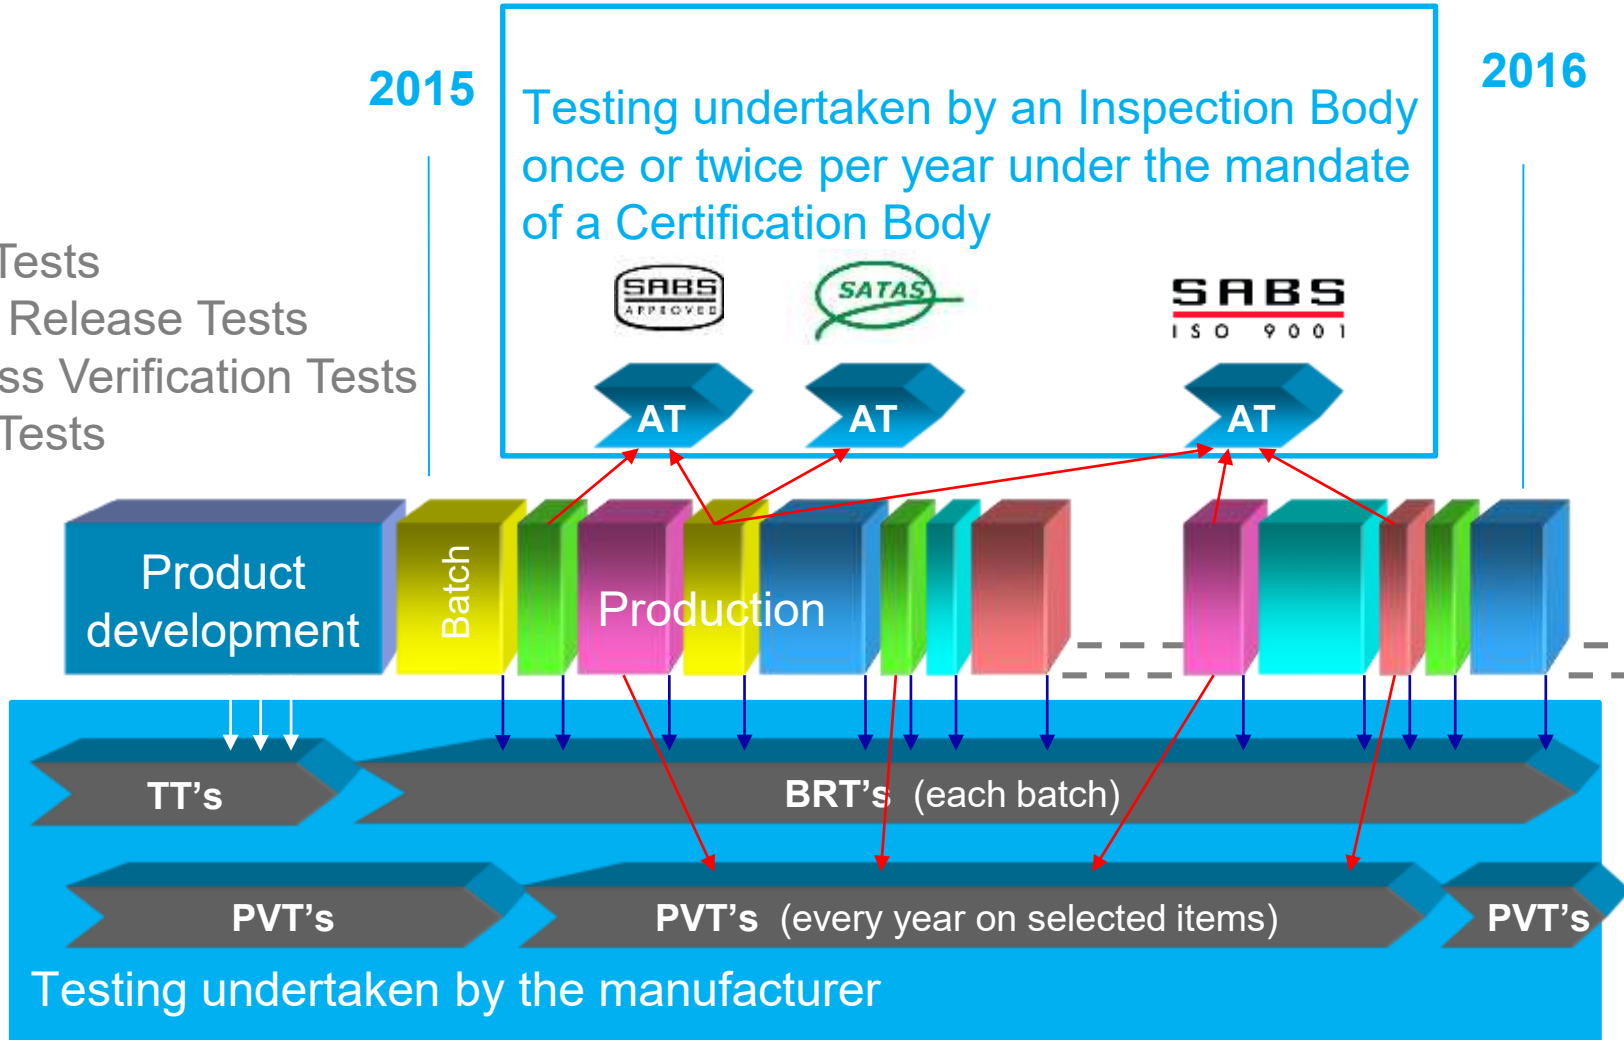 2015
2016
Testing undertaken by an Inspection Body
once or twice per year under the mandate
of a Certification Body
Tests
Release Tests
ss Verification Tests
Tests
SABS
APPROVED
SATAS
SABS
ISO 9001
AT
AT
AT
Product
development
Batch
Production
TT's
BRT's (each batch)
PVT's
PVT's (every year on selected items)
PVT's
Testing undertaken by the manufacturer